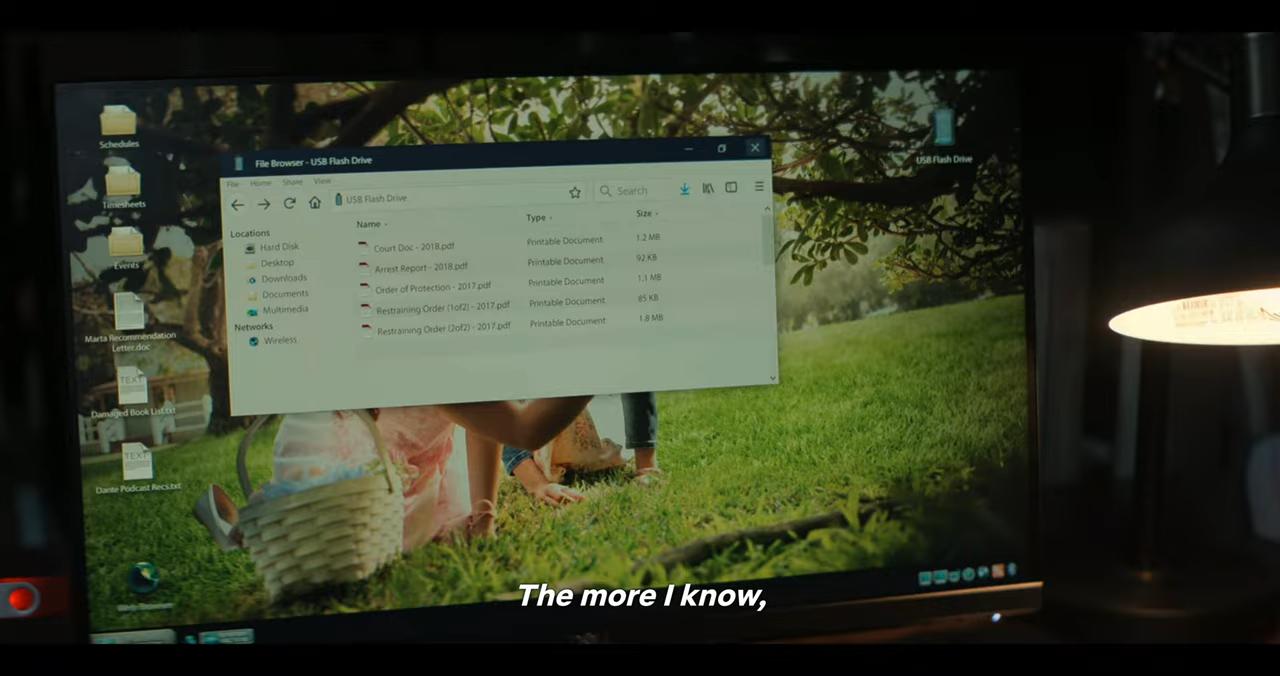 Schedules
Timesheets
Events
Marta Recommendation
Letter.doc
TEXT
Damaged Book List.txt
TEXT
Dante Podcast Recs.txt
File Browser - USB Flash Drive
File Home Share View
USB Flash Drive
Search
Locations
Hard Disk
Desktop
Downloads
Documents
Multimedia
Networks
Wireless
Name Type Size
Court Doc - 2018.pdf Printable Document 1.2 MB
Arrest Report - 2018.pdf Printable Document 92 KB
Order of Protection - 2017.pdf Printable Document 1.1 MB
Restraining Order (1of2) - 2017.pdf Printable Document 85 KB
Restraining Order (2of2) - 2017.pdf Printable Document 1.8 MB
USB Flash Drive
The more I know,